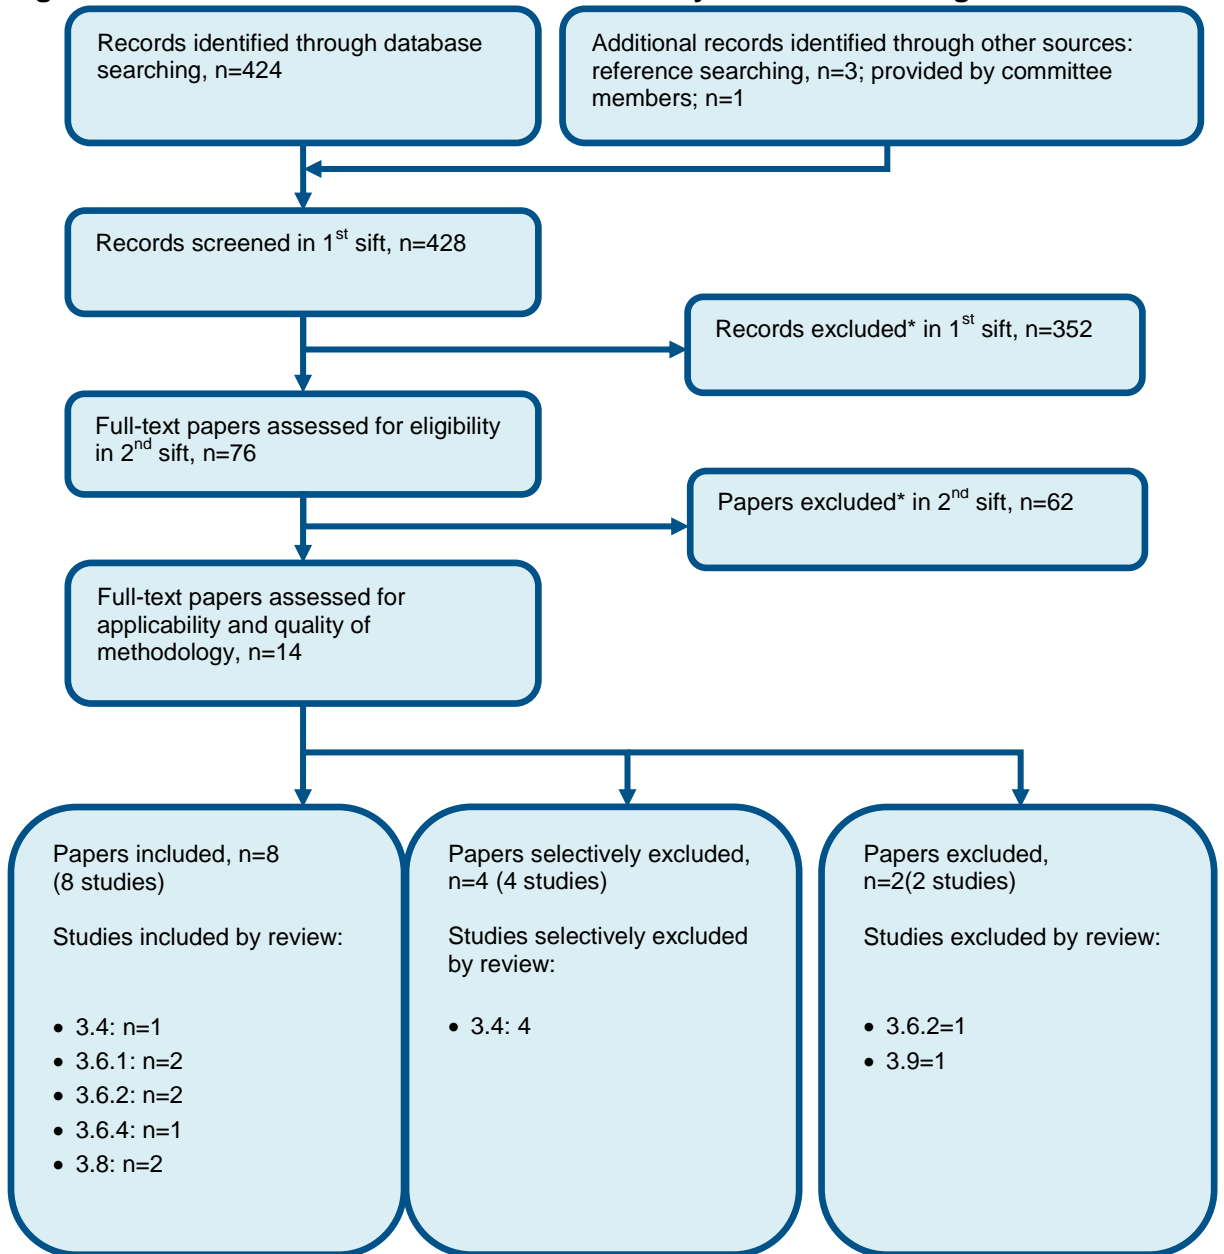 Records identified through database
searching, n=424
Additional records identified through other sources:
reference searching, n=3; provided by committee
members; n=1
Records screened in 1st sift, n=428
Records excluded* in 1st sift, n=352
Full-text papers assessed for eligibility
in 2nd sift, n=76
Papers excluded* in 2nd sift, n=62
Full-text papers assessed for
applicability and quality of
methodology, n=14
Papers included, n=8
(8 studies)
Studies included by review:
• 3.4: n=1
• 3.6.1: n=2
• 3.6.2: n=2
• 3.6.4: n=1
• 3.8: n=2
Papers selectively excluded,
n=4 (4 studies)
Studies selectively excluded
by review:
• 3.4: 4
Papers excluded,
n=2(2 studies)
Studies excluded by review:
• 3.6.2=1
• 3.9=1